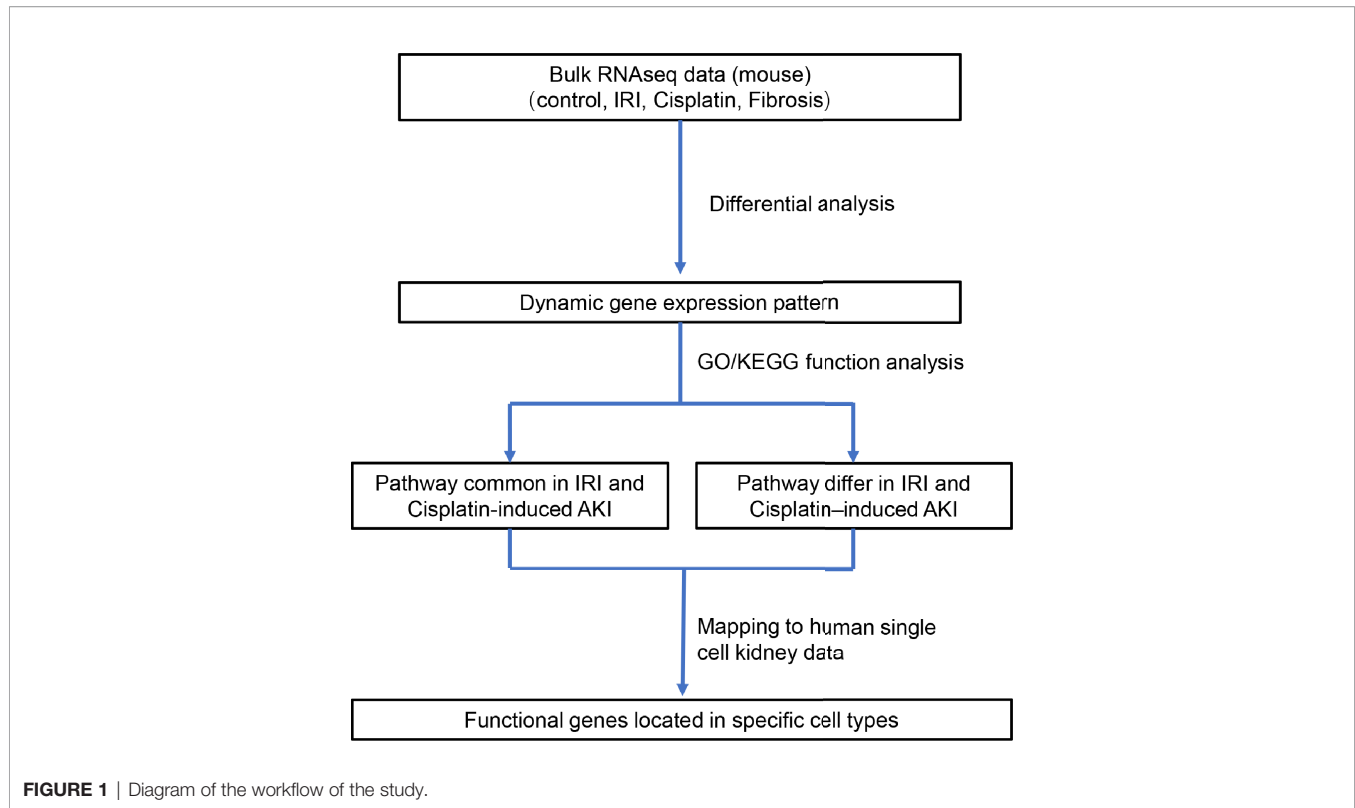 Bulk RNAseq data (mouse)
(control, IRI, Cisplatin, Fibrosis)
Differential analysis
Dynamic gene expression pattern
GO/KEGG function analysis
Pathway common in IRI and
Cisplatin-induced AKI
Pathway differ in IRI and
Cisplatin–induced AKI
Mapping to human single
cell kidney data
Functional genes located in specific cell types
FIGURE 1 | Diagram of the workflow of the study.